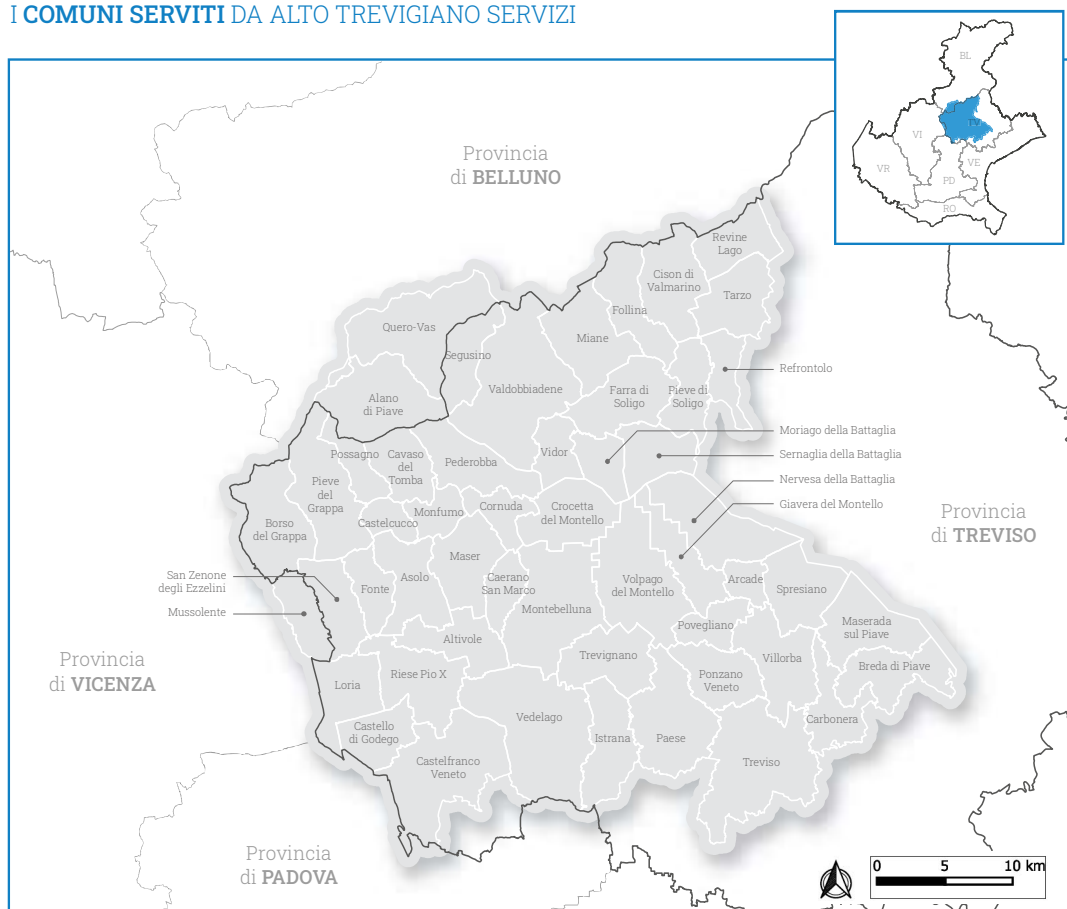 I COMUNI SERVITI DA ALTO TREVIGIANO SERVIZI
BL
TV
VI
VE
VR
PD
RO
Provincia
di BELLUNO
Revine
Lago
Cison di
Valmarino
Tarzo
Follina
Quero-Vas
Miane
Segusino
Refrontolo
Valdobbiadene
Farra di
Soligo
Pieve di
Soligo
Alano
di Piave
Moriago della Battaglia
Possagno
Cavaso
del
Tomba
Pederobba
Vidor
Sernaglia della Battaglia
Pieve
del
Grappa
Nervesa della Battaglia
Cornuda
Crocetta
del Montello
Giavera del Montello
Monfumo
Castelcucco
Borso
del Grappa
Provincia
di TREVISO
Maser
San Zenone
degli Ezzelini
Asolo
Fonte
Caerano
San Marco
Volpago
del Montello
Arcade
Spresiano
Mussolente
Montebelluna
Povegliano
Maserada
sul Piave
Altivole
Trevignano
Villorba
Breda di Piave
Provincia
di VICENZA
Loria
Riese Pio X
Ponzano
Veneto
Vedelago
Carbonera
Castello
di Godego
Istrana
Paese
Castelfranco
Veneto
Treviso
Provincia
di PADOVA
0 5 10 km